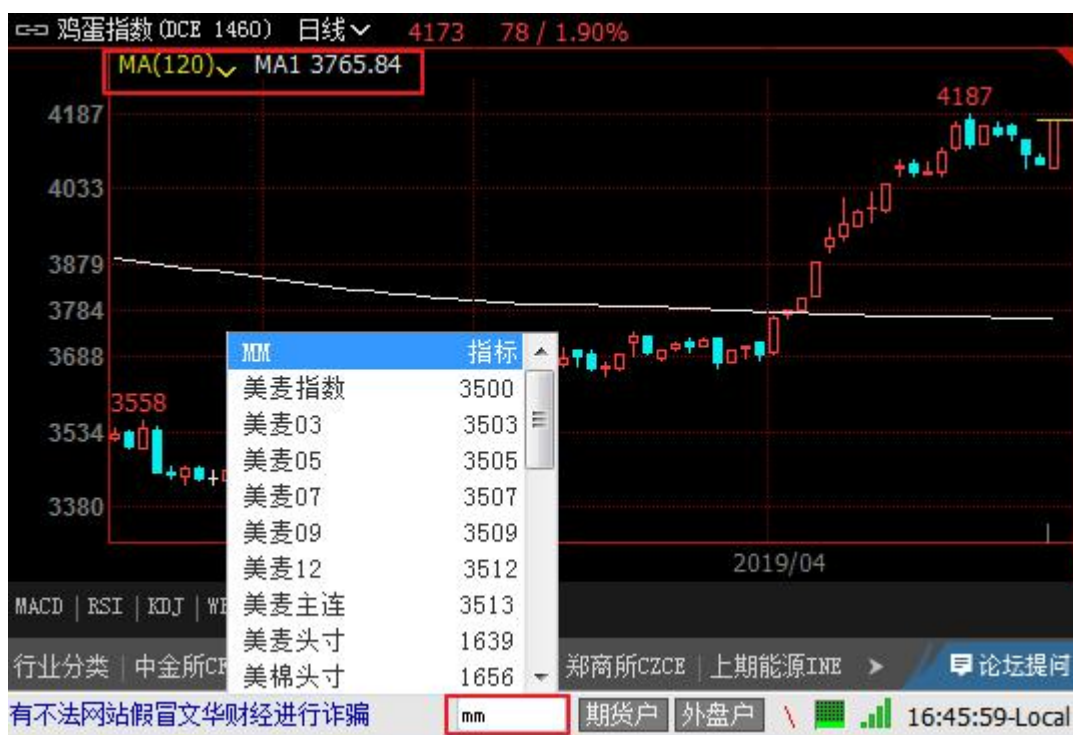 鸡蛋指数(DCE 1460) 日线 4173 78 / 1.90%
MA(120) MA1 3765.84
4187
4187
4033
3879
3784
3688
3558
3534
3380
MM 指标
美麦指数 3500
美麦03 3503
美麦05 3505
美麦07 3507
美麦09 3509
美麦12 3512
美麦主连 3513
美麦头寸 1639
美棉头寸 1656
2019/04
MACD | RSI | KDJ |
行业分类 | 中金所 郑商所CZCE | 上期能源INE > 论坛提问
有不法网站假冒文华财经进行诈骗 mm 期货户 外盘户 16:45:59-Local